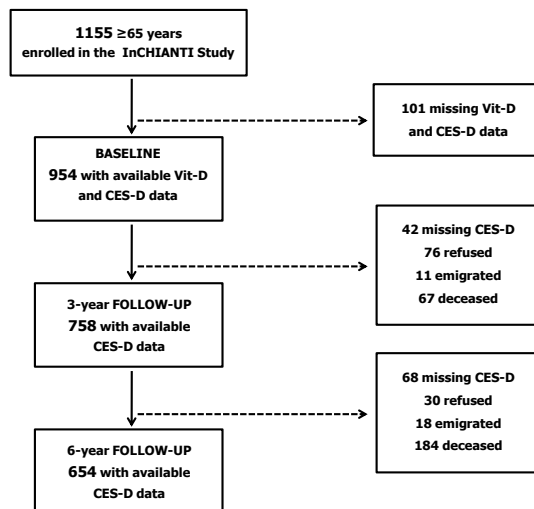 1155 ≥65 years
enrolled in the InCHIANTI Study
101 missing Vit-D
and CES-D data
BASELINE
954 with available Vit-D
and CES-D data
42 missing CES-D
76 refused
11 emigrated
67 deceased
3-year FOLLOW-UP
758 with available
CES-D data
68 missing CES-D
30 refused
18 emigrated
184 deceased
6-year FOLLOW-UP
654 with available
CES-D data